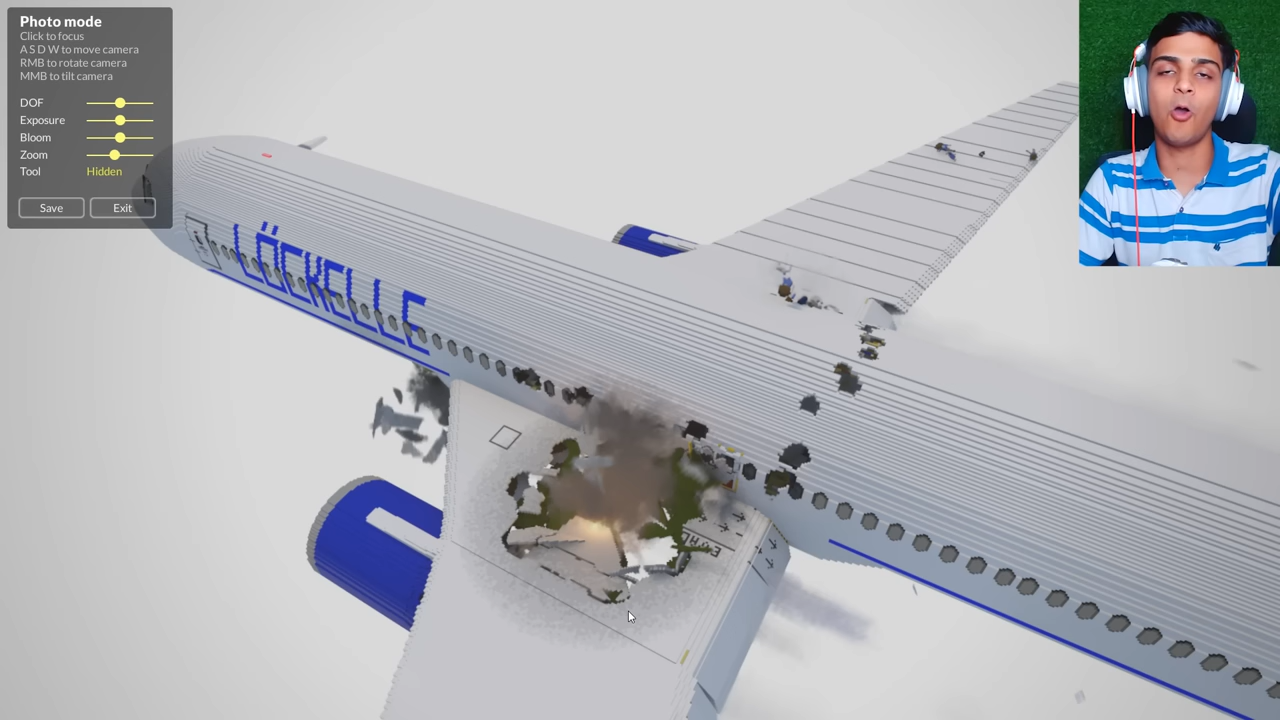 Photo mode
Click to focus
A S D W to move camera
RMB to rotate camera
MMB to tilt camera
DOF
Exposure
Bloom
Zoom
Tool Hidden
Save Exit
LÖCKELLE